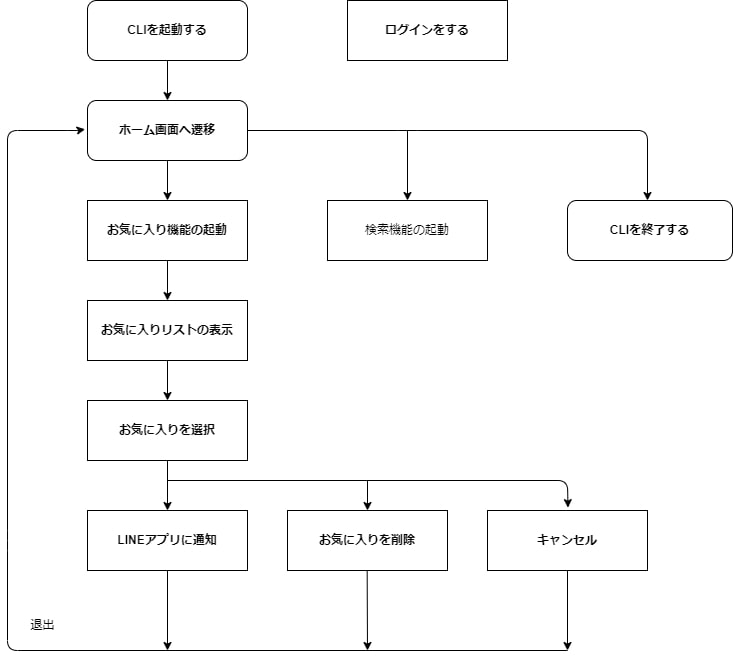 CLIを起動する
ログインをする
ホーム画面へ遷移
お気に入り機能の起動
検索機能の起動
CLIを終了する
お気に入りリストの表示
お気に入りを選択
LINEアプリに通知
お気に入りを削除
キャンセル
退出